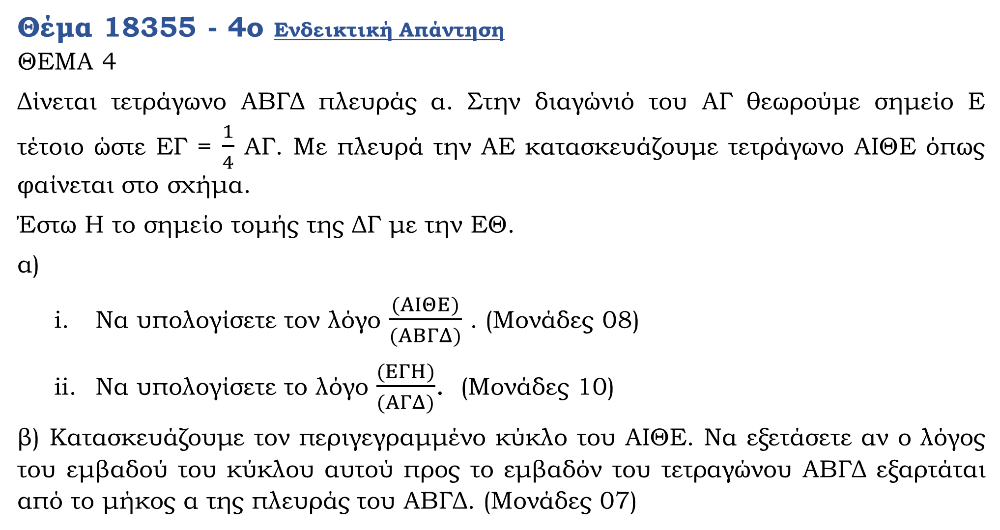 Θέμα 18355 - 4ο Ενδεικτική Απάντηση
ΘΕΜΑ 4
Δίνεται τετράγωνο ΑΒΓΔ πλευράς α. Στην διαγώνιό του ΑΓ θεωρούμε σημείο Ε
τέτοιο ώστε ΕΓ = \frac{1}{4} ΑΓ. Με πλευρά την ΑΕ κατασκευάζουμε τετράγωνο ΑΙΘΕ όπως
φαίνεται στο σχήμα.
Έστω Η το σημείο τομής της ΔΓ με την ΕΘ.
α)
i. Να υπολογίσετε τον λόγο \frac{(ΑΙΘΕ)}{(ΑΒΓΔ)} . (Μονάδες 08)
ii. Να υπολογίσετε το λόγο \frac{(ΕΓΗ)}{(ΑΓΔ)}. (Μονάδες 10)
β) Κατασκευάζουμε τον περιγεγραμμένο κύκλο του ΑΙΘΕ. Να εξετάσετε αν ο λόγος
του εμβαδού του κύκλου αυτού προς το εμβαδόν του τετραγώνου ΑΒΓΔ εξαρτάται
από το μήκος α της πλευράς του ΑΒΓΔ. (Μονάδες 07)